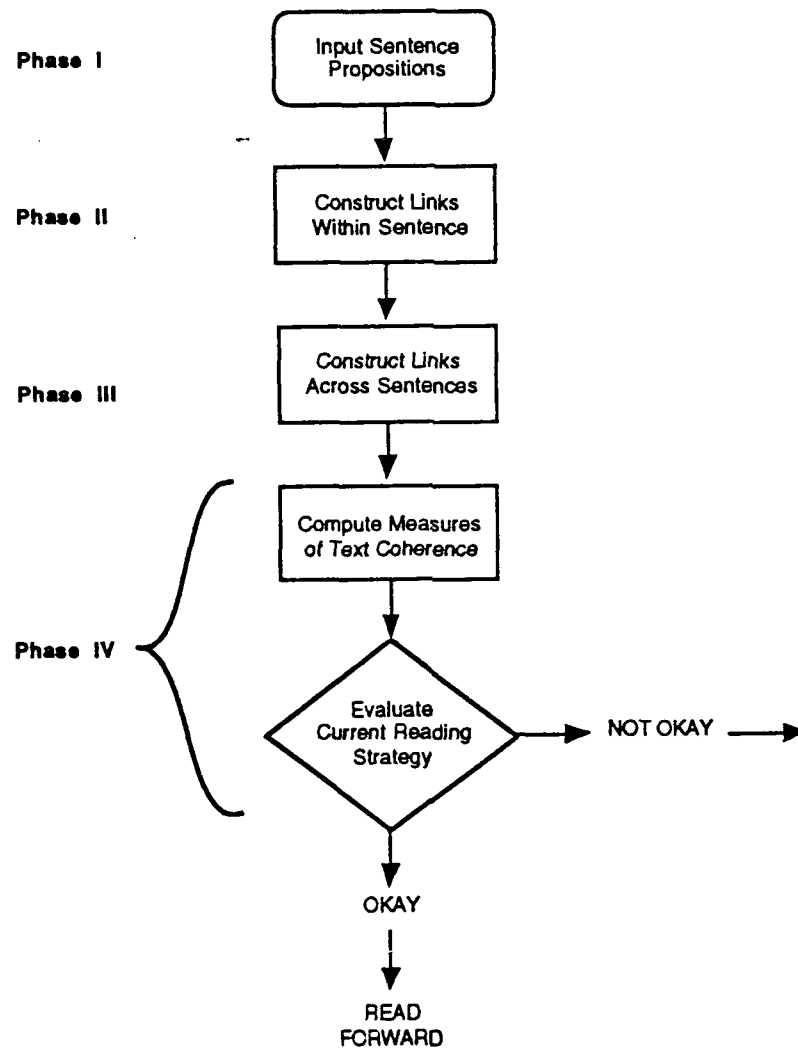 Phase I
Input Sentence
Propositions
Phase II
Construct Links
Within Sentence
Phase III
Construct Links
Across Sentences
Compute Measures
of Text Coherence
Phase IV
Evaluate
Current Reading
Strategy
NOT OKAY
OKAY
READ
FORWARD